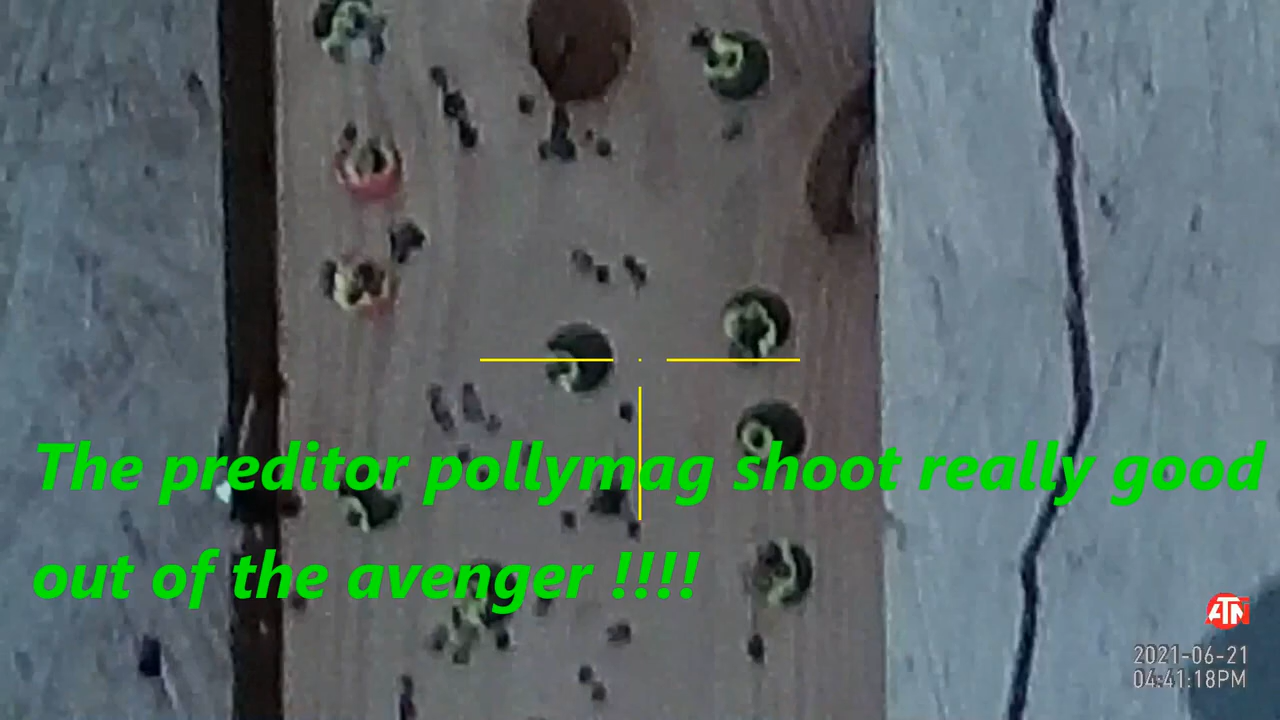 The preditor pollymag shoot really good
out of the avenger !!!!
ATN
2021-06-21
04:41:18PM